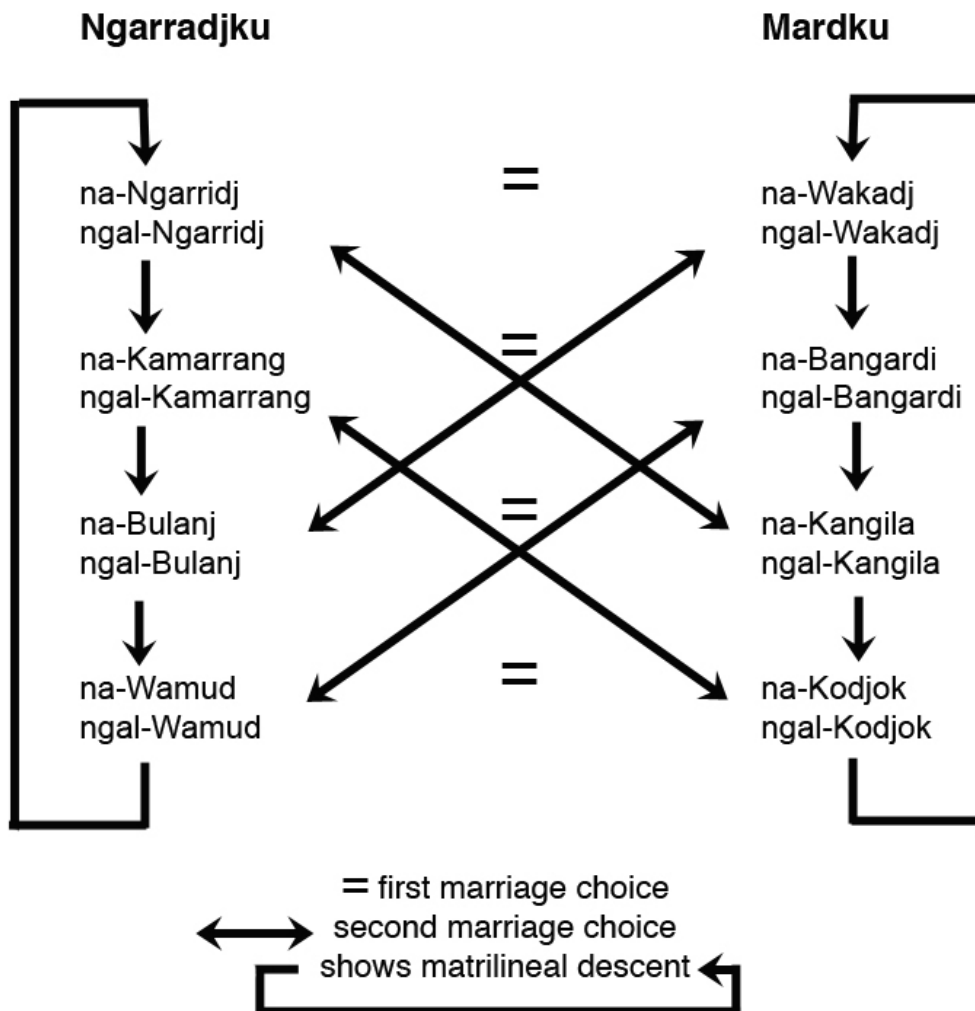 Ngarradjku
Mardku
na-Ngarridj
ngal-Ngarridj
=
na-Wakadj
ngal-Wakadj
na-Kamarrang
ngal-Kamarrang
=
na-Bangardi
ngal-Bangardi
na-Bulanj
ngal-Bulanj
=
na-Kangila
ngal-Kangila
na-Wamud
ngal-Wamud
=
na-Kodjok
ngal-Kodjok
= first marriage choice
second marriage choice
shows matrilineal descent